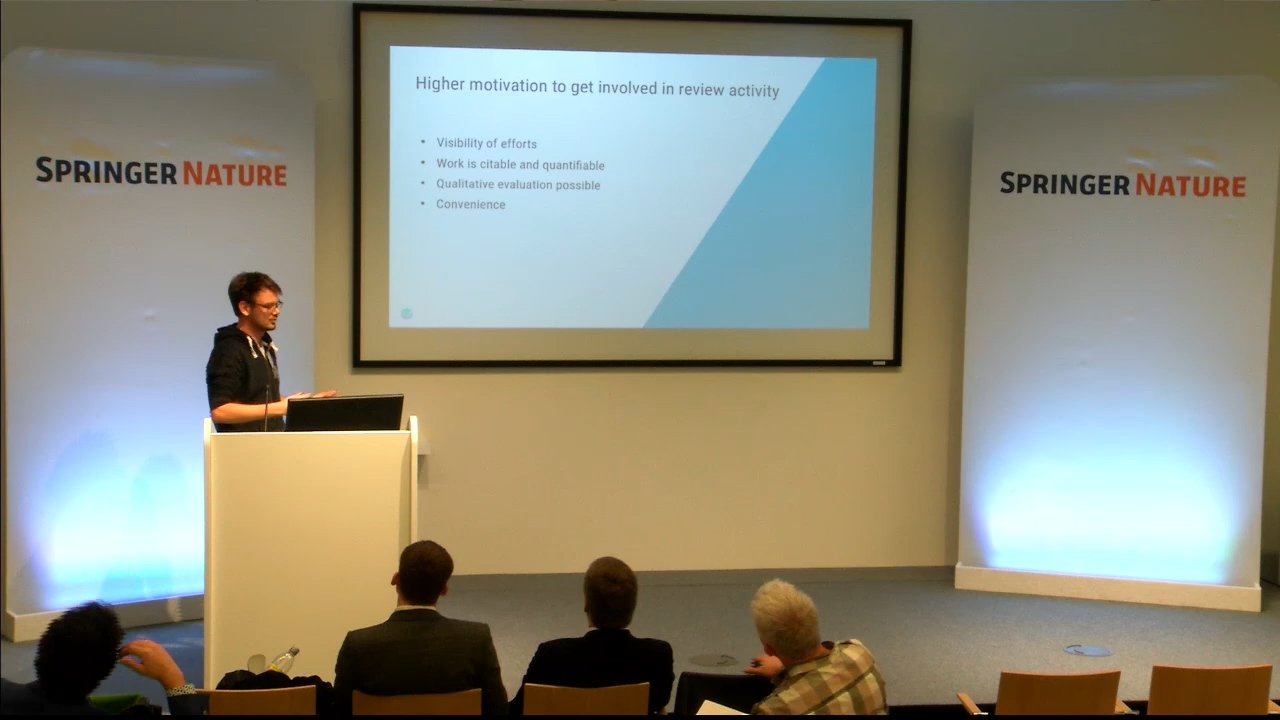 SPRINGER NATURE
Higher motivation to get involved in review activity
• Visibility of efforts
• Work is citable and quantifiable
• Qualitative evaluation possible
• Convenience
SPRINGER NATURE